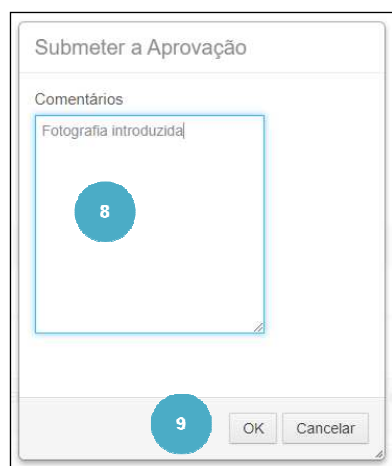 Submeter a Aprovação
Comentários
Fotografia introduzida
8
9 OK Cancelar